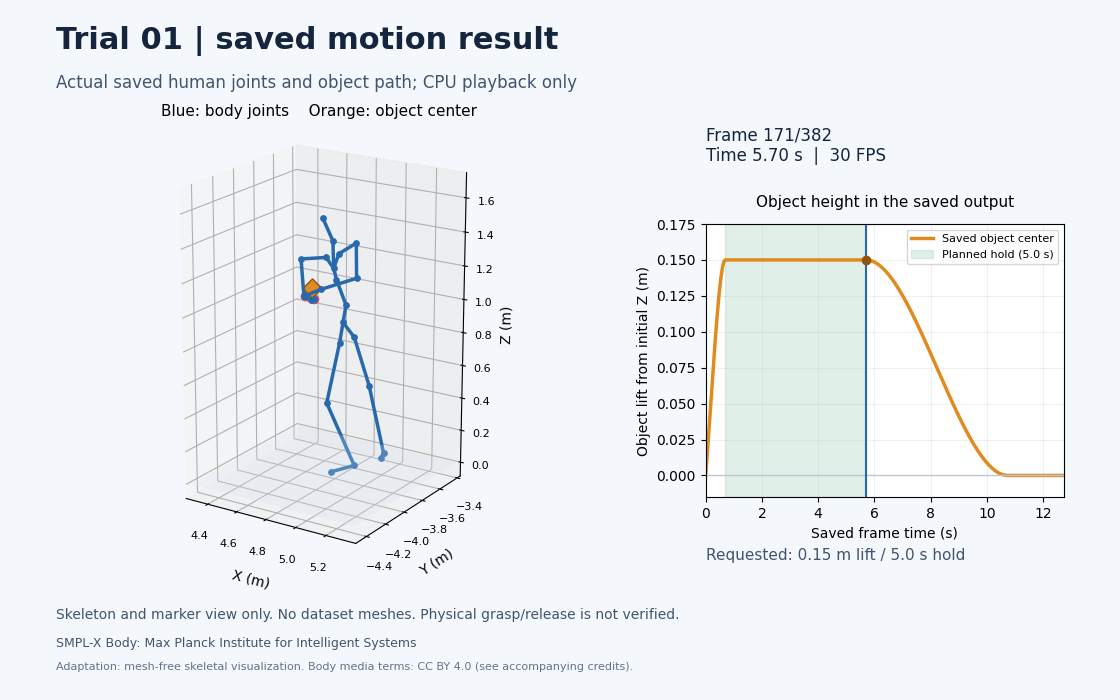 Trial 01 | saved motion result
Actual saved human joints and object path; CPU playback only
Blue: body joints    Orange: object center
1.6
1.4
1.2
1.0
0.8
0.6
0.4
0.2
0.0
Z (m)
−3.4
−3.6
−3.8
−4.0
−4.2
−4.4
Y (m)
4.4
4.6
4.8
5.0
5.2
X (m)
Frame 171/382
Time 5.70 s  |  30 FPS
Object height in the saved output
Saved object center
Planned hold (5.0 s)
0.175
0.150
0.125
0.100
0.075
0.050
0.025
0.000
Object lift from initial Z (m)
0 2 4 6 8 10 12
Saved frame time (s)
Requested: 0.15 m lift / 5.0 s hold
Skeleton and marker view only. No dataset meshes. Physical grasp/release is not verified.
SMPL-X Body: Max Planck Institute for Intelligent Systems
Adaptation: mesh-free skeletal visualization. Body media terms: CC BY 4.0 (see accompanying credits).